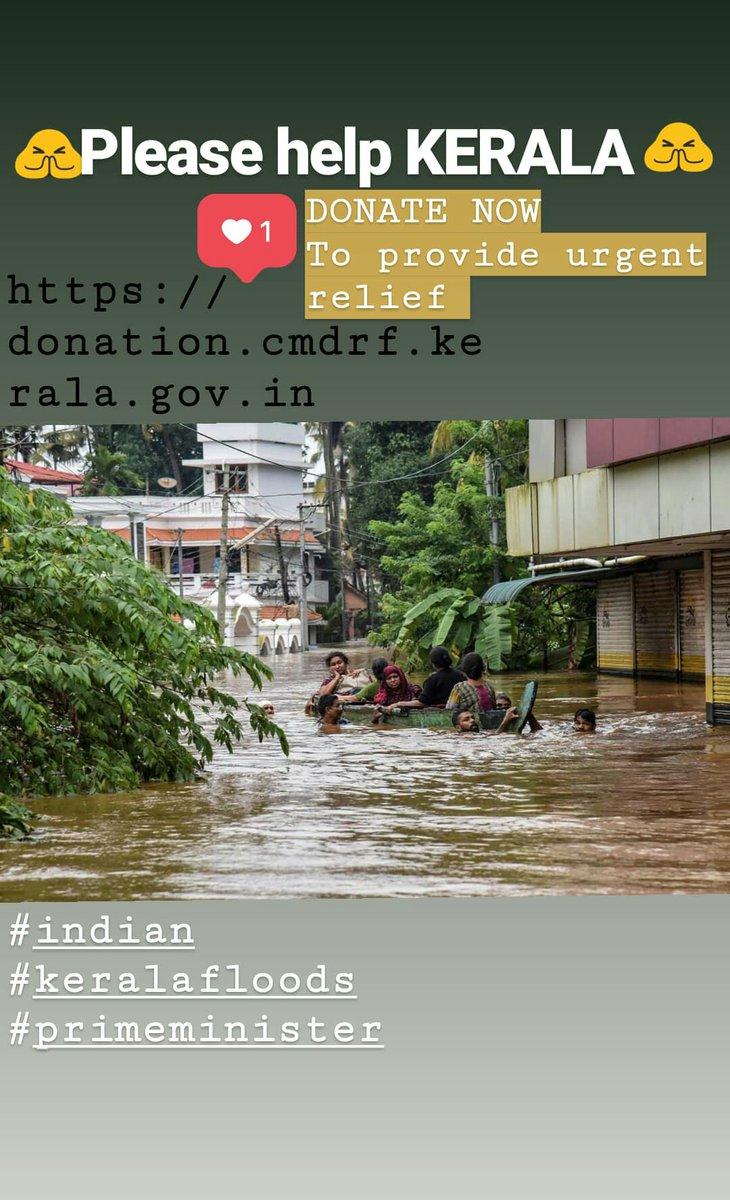 🙏Please help KERALA🙏
1
DONATE NOW
To provide urgent
relief
https://
donation.cmdrf.ke
rala.gov.in
#indian
#keralafloods
#primeminister